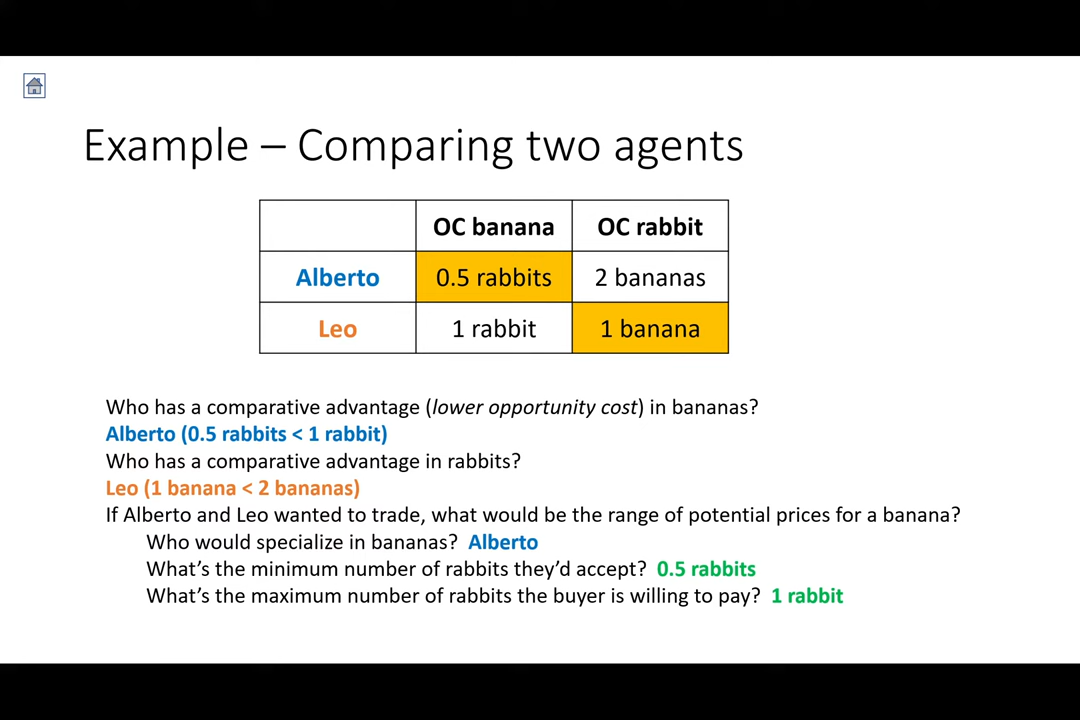 Example – Comparing two agents
OC banana OC rabbit
Alberto 0.5 rabbits 2 bananas
Leo 1 rabbit 1 banana
Who has a comparative advantage (lower opportunity cost) in bananas?
Alberto (0.5 rabbits < 1 rabbit)
Who has a comparative advantage in rabbits?
Leo (1 banana < 2 bananas)
If Alberto and Leo wanted to trade, what would be the range of potential prices for a banana?
Who would specialize in bananas? Alberto
What’s the minimum number of rabbits they’d accept? 0.5 rabbits
What’s the maximum number of rabbits the buyer is willing to pay? 1 rabbit